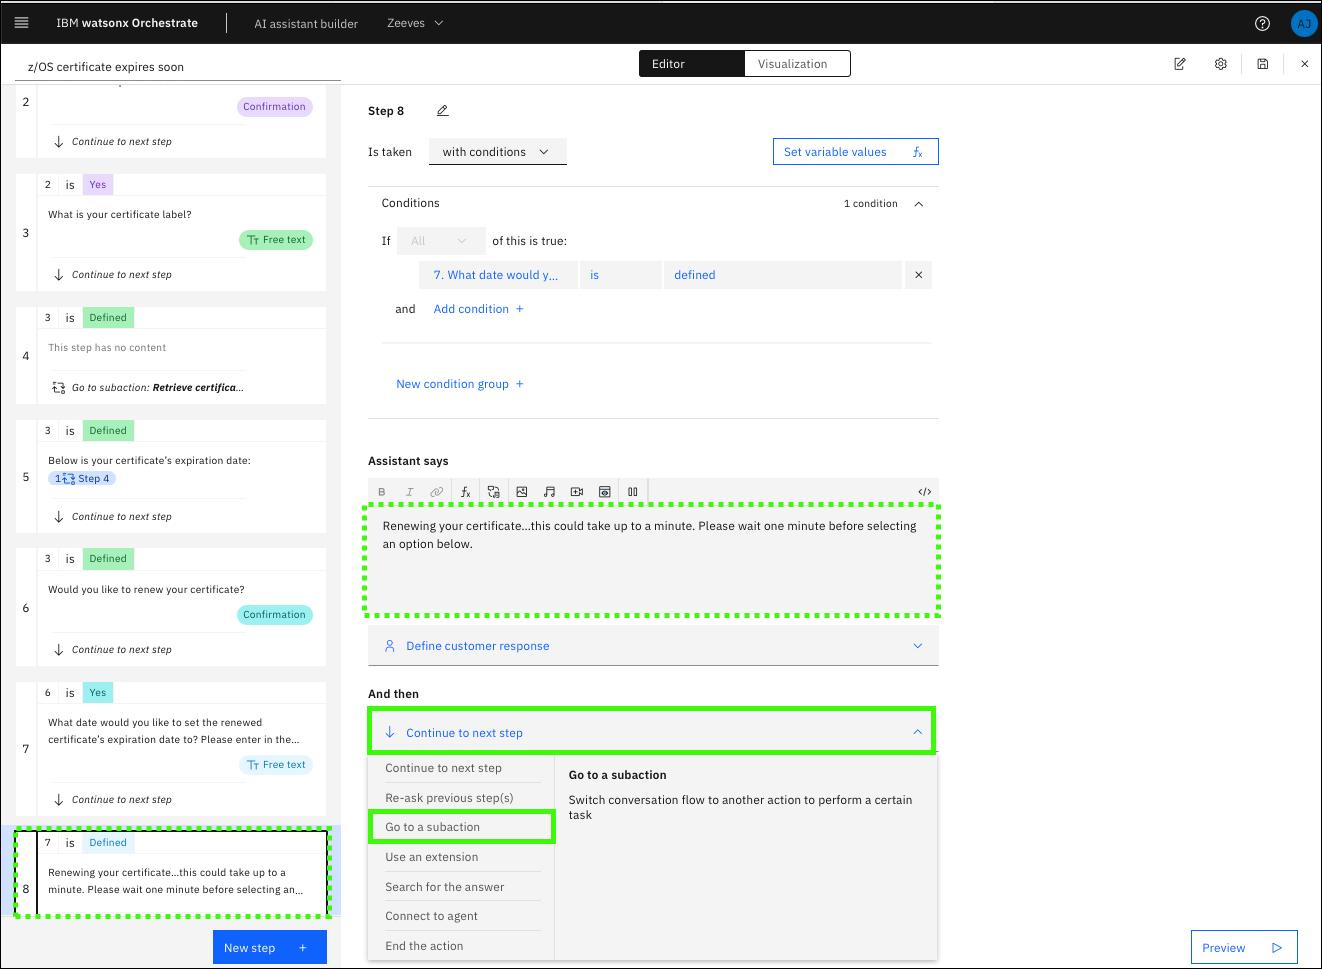 IBM watsonx Orchestrate
AI assistant builder
Zeeves
AJ
z/OS certificate expires soon
Editor
Visualization
2
Confirmation
Continue to next step
2 is Yes
3
What is your certificate label?
Free text
Continue to next step
3 is Defined
4
This step has no content
Go to subaction: Retrieve certifica...
3 is Defined
5
Below is your certificate's expiration date:
1 Step 4
Continue to next step
3 is Defined
6
Would you like to renew your certificate?
Confirmation
Continue to next step
6 is Yes
7
What date would you like to set the renewed
certificate's expiration date to? Please enter in the...
Free text
Continue to next step
7 is Defined
8
Renewing your certificate...this could take up to a
minute. Please wait one minute before selecting an...
New step +
Step 8
Is taken
with conditions
Set variable values fx
Conditions
1 condition
If All of this is true:
7. What date would y... is defined
and Add condition +
New condition group +
Assistant says
B I fx </>
Renewing your certificate...this could take up to a minute. Please wait one minute before selecting
an option below.
Define customer response
And then
Continue to next step
Continue to next step
Re-ask previous step(s)
Go to a subaction
Use an extension
Search for the answer
Connect to agent
End the action
Go to a subaction
Switch conversation flow to another action to perform a certain
task
Preview